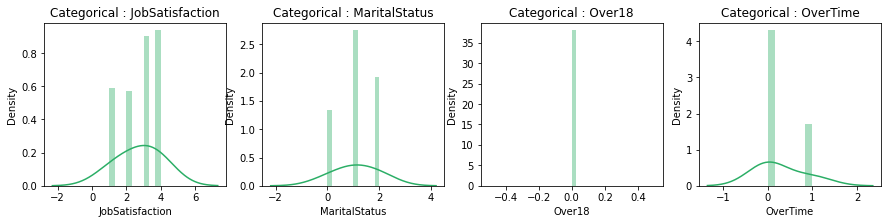 Categorical : JobSatisfaction
0.8
0.6
0.4
0.2
0.0
Density
−2 0 2 4 6
JobSatisfaction
Categorical : MaritalStatus
2.5
2.0
1.5
1.0
0.5
0.0
Density
−2 0 2 4
MaritalStatus
Categorical : Over18
35
30
25
20
15
10
5
0
Density
−0.4 −0.2 0.0 0.2 0.4
Over18
Categorical : OverTime
4
3
2
1
0
Density
−1 0 1 2
OverTime